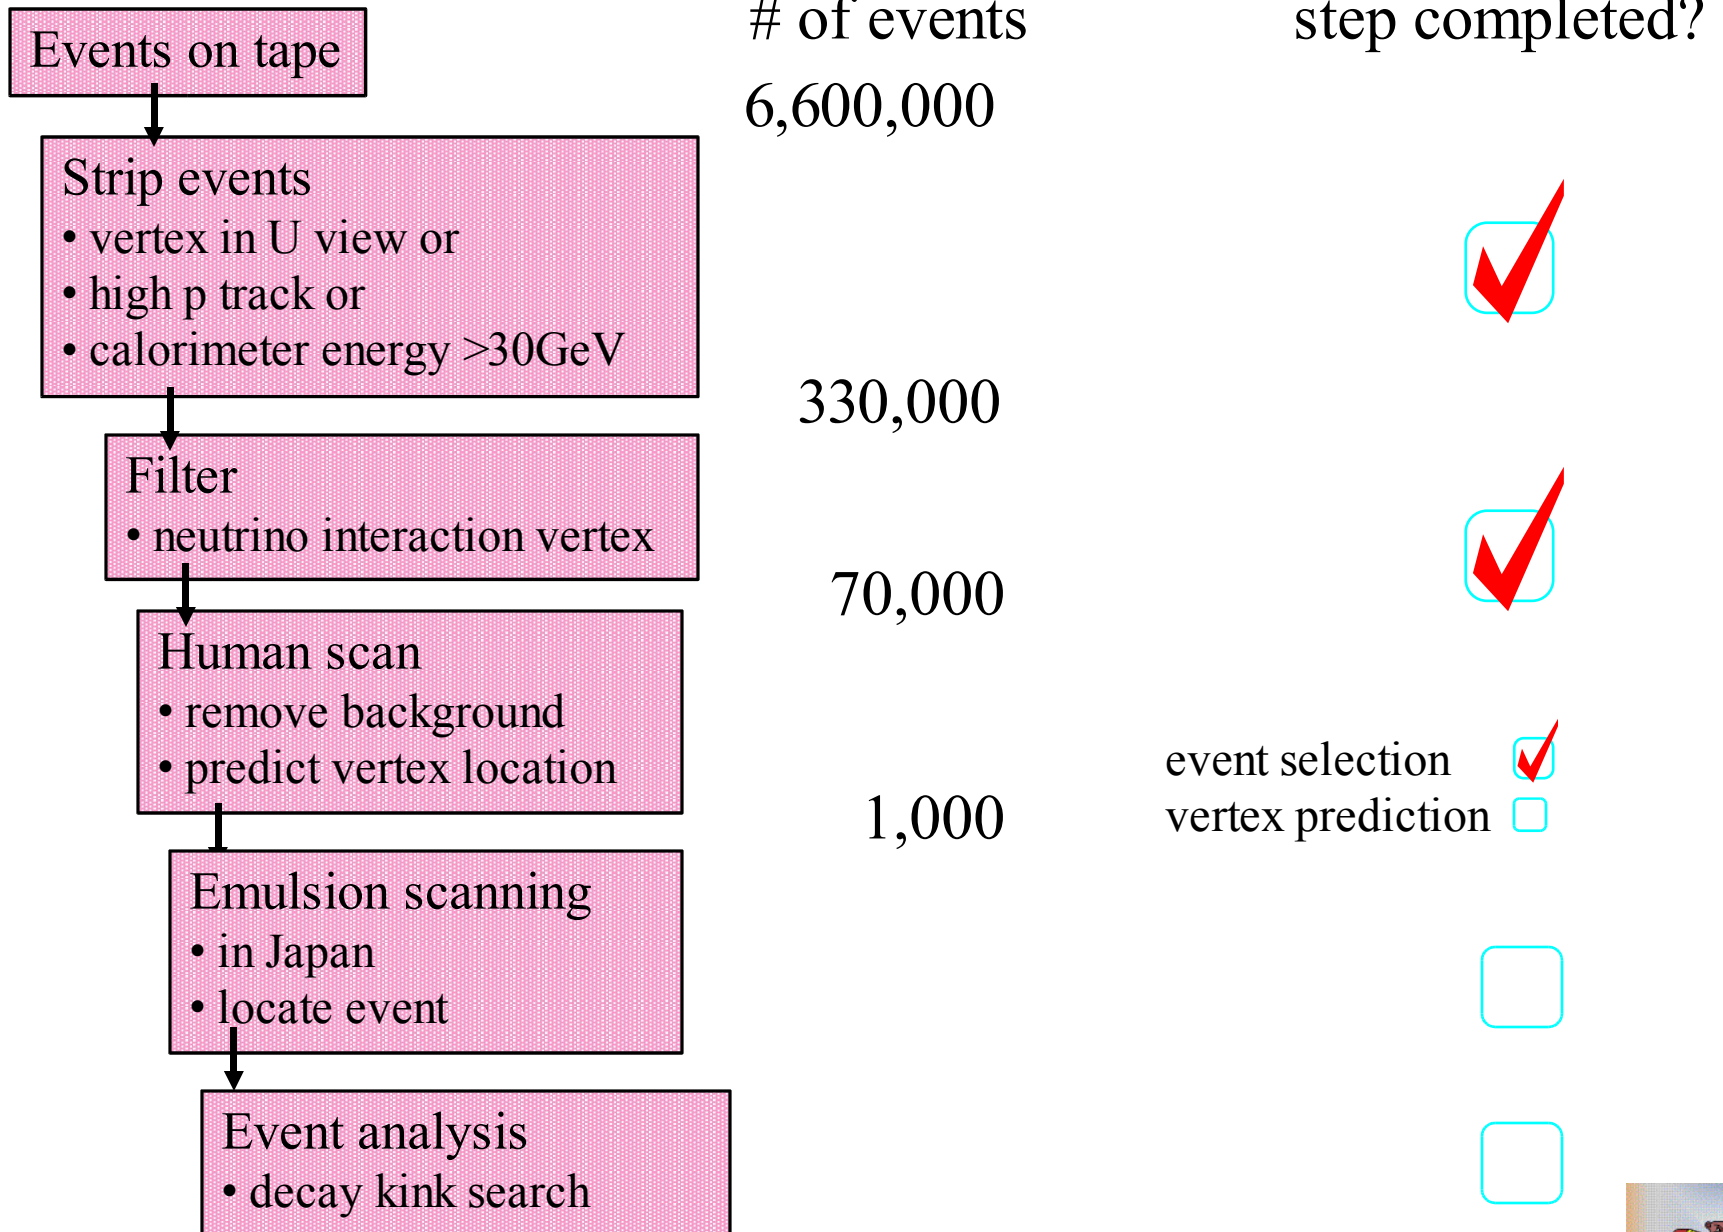 # of events step completed?
Events on tape
6,600,000
Strip events
• vertex in U view or
• high p track or
• calorimeter energy >30GeV
330,000
Filter
• neutrino interaction vertex
70,000
Human scan
• remove background
• predict vertex location
event selection
vertex prediction
1,000
Emulsion scanning
• in Japan
• locate event
Event analysis
• decay kink search